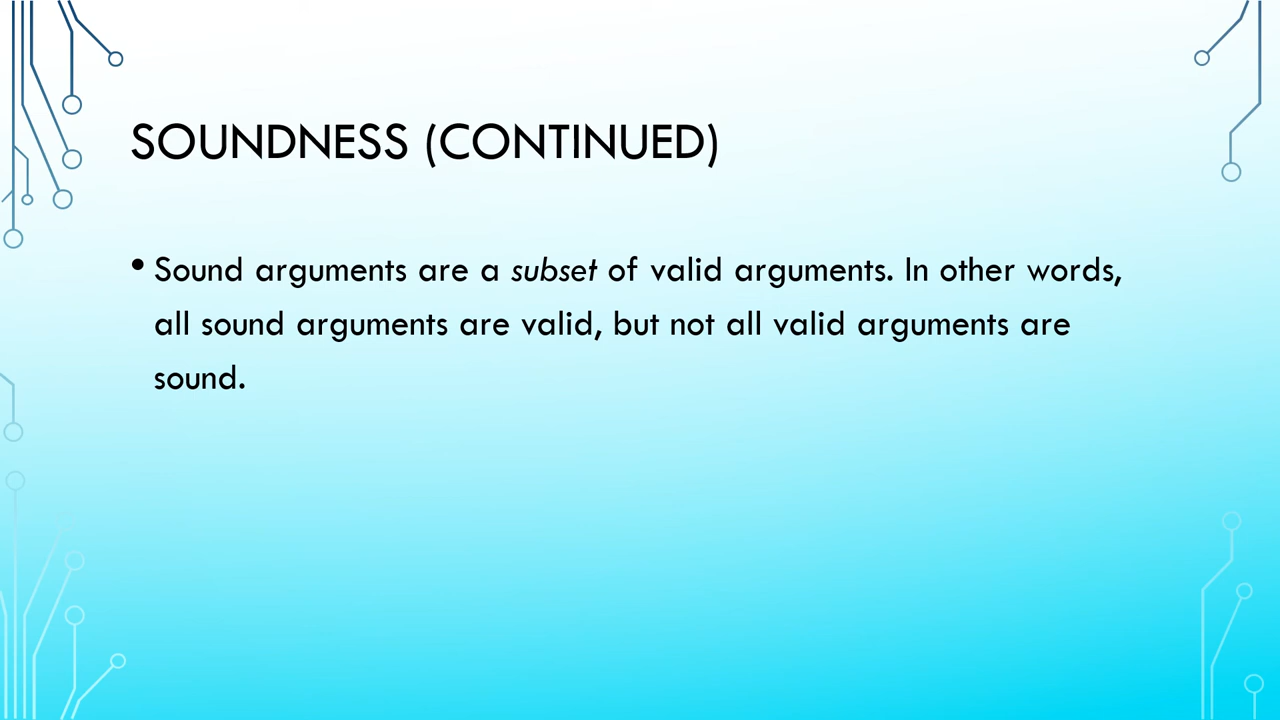 SOUNDNESS (CONTINUED)
• Sound arguments are a subset of valid arguments. In other words,
all sound arguments are valid, but not all valid arguments are
sound.